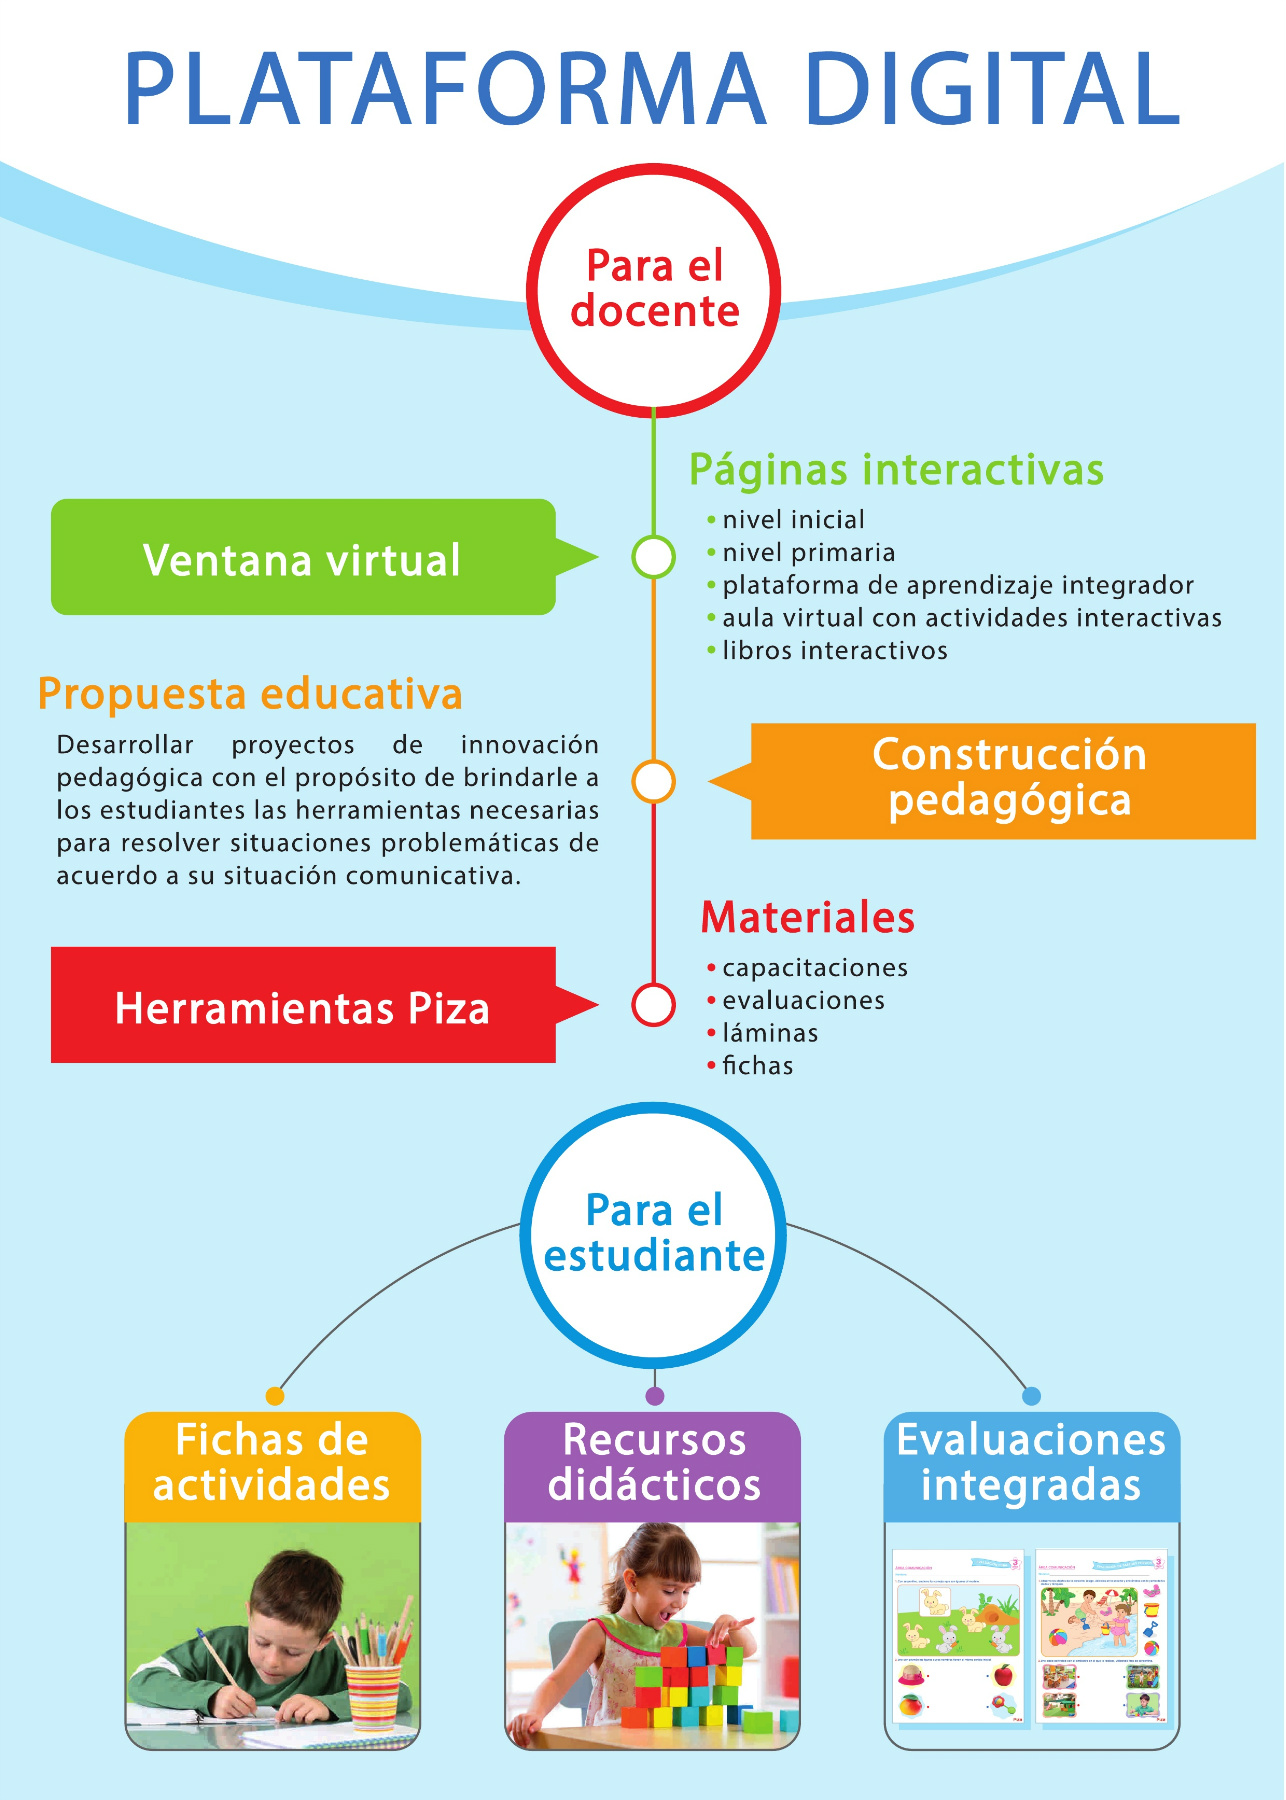 PLATAFORMA DIGITAL
Para el
docente
Ventana virtual
Páginas interactivas
• nivel inicial
• nivel primaria
• plataforma de aprendizaje integrador
• aula virtual con actividades interactivas
• libros interactivos
Propuesta educativa
Desarrollar proyectos de innovación
pedagógica con el propósito de brindarle a
los estudiantes las herramientas necesarias
para resolver situaciones problemáticas de
acuerdo a su situación comunicativa.
Construcción
pedagógica
Herramientas Piza
Materiales
• capacitaciones
• evaluaciones
• láminas
• fichas
Para el
estudiante
Fichas de
actividades
Recursos
didácticos
Evaluaciones
integradas